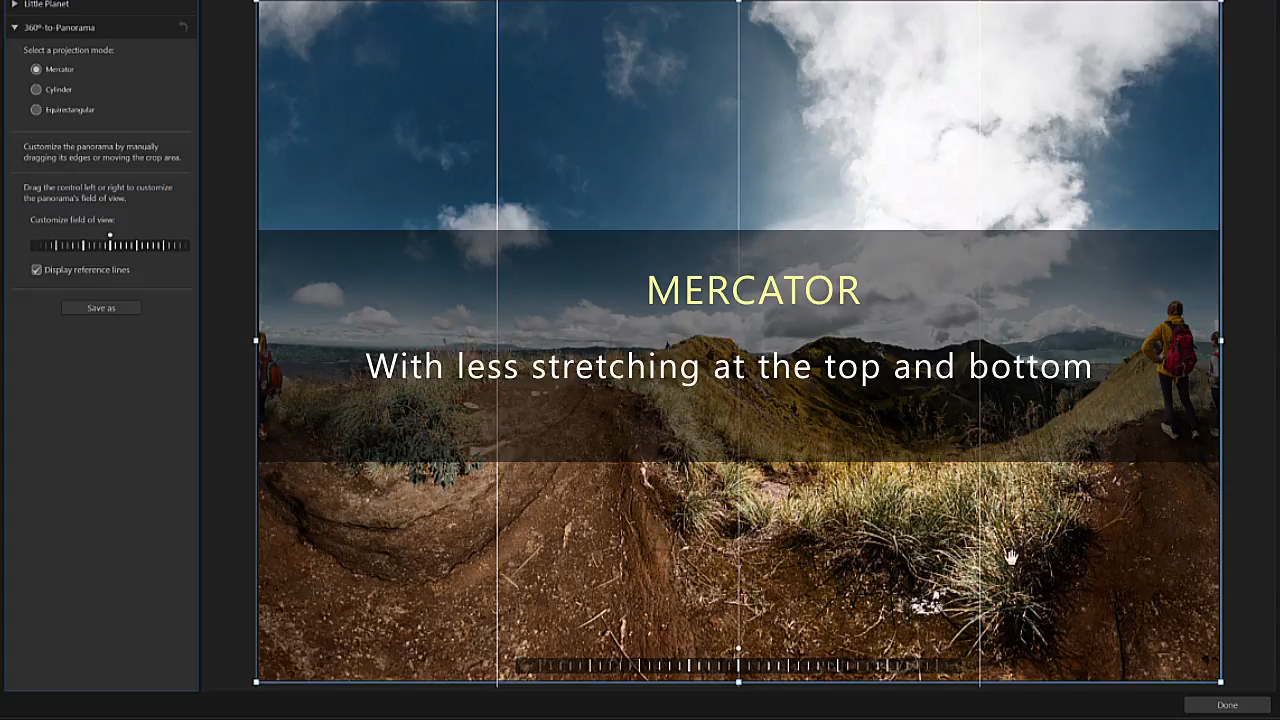 Little Planet
360º-to-Panorama
Select a projection mode:
Mercator
Cylinder
Equirectangular
Customize the panorama by manually
dragging its edges or moving the crop area.
Drag the control left or right to customize
the panorama's field of view.
Customize field of view:
Display reference lines
Save as
MERCATOR
With less stretching at the top and bottom
Done